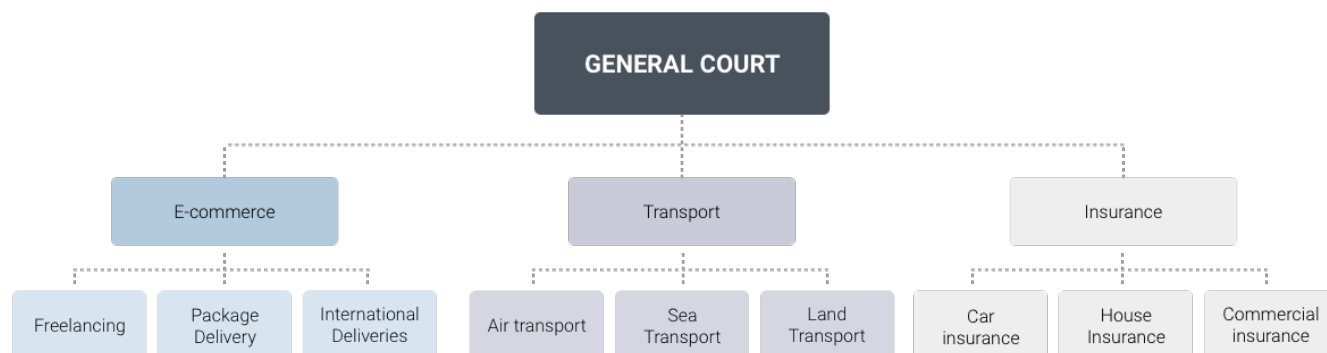 GENERAL COURT
E-commerce
Transport
Insurance
Freelancing
Package
Delivery
International
Deliveries
Air transport
Sea
Transport
Land
Transport
Car
insurance
House
Insurance
Commercial
insurance